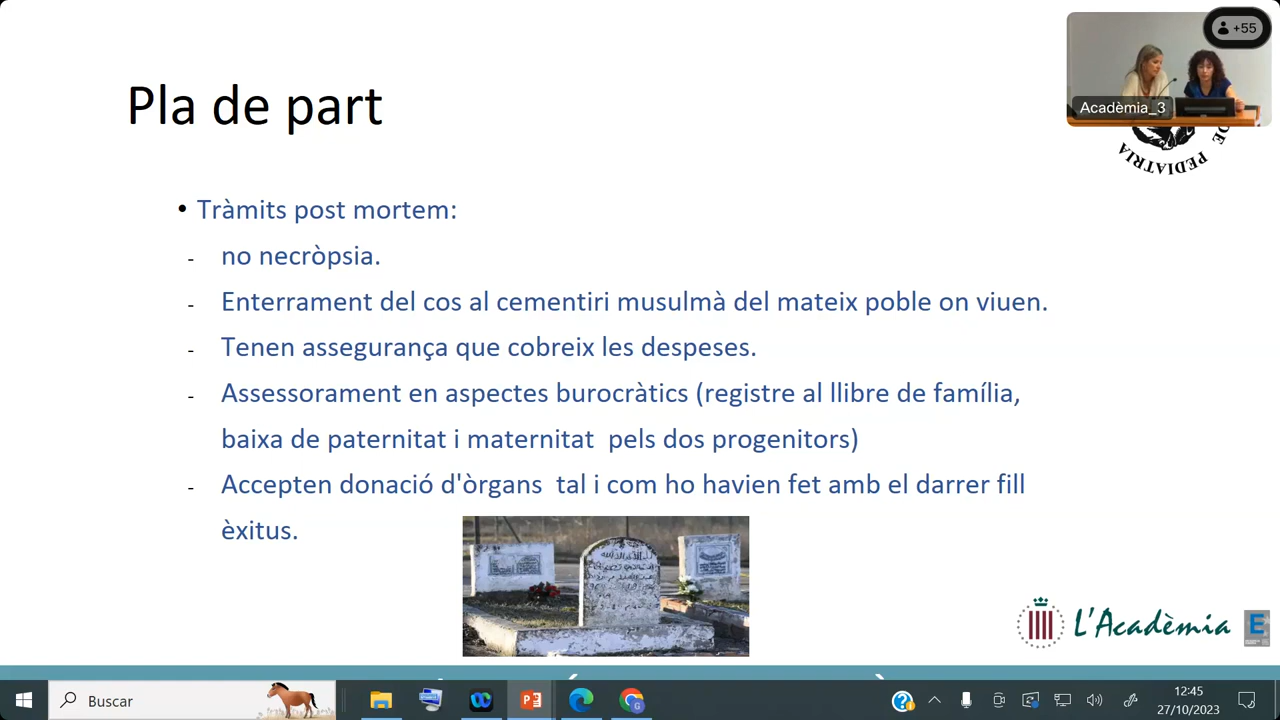 +55
Acadèmia_3
DE PEDIATRIA
Pla de part
• Tràmits post mortem:
- no necròpsia.
- Enterrament del cos al cementiri musulmà del mateix poble on viuen.
- Tenen assegurança que cobreix les despeses.
- Assessorament en aspectes burocràtics (registre al llibre de família,
baixa de paternitat i maternitat pels dos progenitors)
- Accepten donació d'òrgans tal i com ho havien fet amb el darrer fill
èxitus.
L'Acadèmia
E
Buscar
12:45
27/10/2023